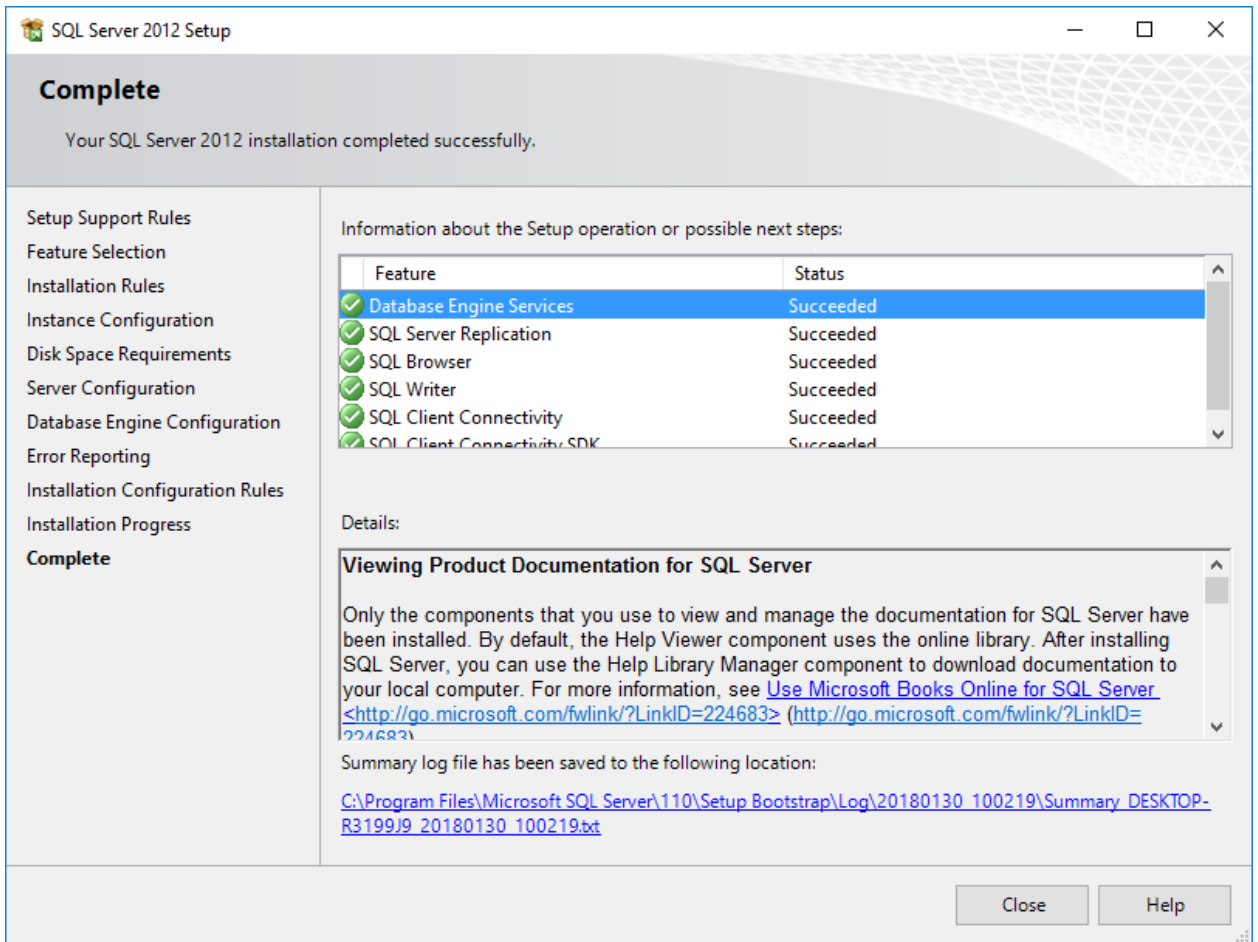 SQL Server 2012 Setup
Complete
Your SQL Server 2012 installation completed successfully.
Setup Support Rules
Feature Selection
Installation Rules
Instance Configuration
Disk Space Requirements
Server Configuration
Database Engine Configuration
Error Reporting
Installation Configuration Rules
Installation Progress
Complete
Information about the Setup operation or possible next steps:
Feature Status
Database Engine Services Succeeded
SQL Server Replication Succeeded
SQL Browser Succeeded
SQL Writer Succeeded
SQL Client Connectivity Succeeded
SQL Client Connectivity SDK Succeeded
Details:
Viewing Product Documentation for SQL Server
Only the components that you use to view and manage the documentation for SQL Server have
been installed. By default, the Help Viewer component uses the online library. After installing
SQL Server, you can use the Help Library Manager component to download documentation to
your local computer. For more information, see Use Microsoft Books Online for SQL Server
<http://go.microsoft.com/fwlink/?LinkID=224683> (http://go.microsoft.com/fwlink/?LinkID=
224683)
Summary log file has been saved to the following location:
C:\Program Files\Microsoft SQL Server\110\Setup Bootstrap\Log\20180130_100219\Summary_DESKTOP-
R3199J9_20180130_100219.txt
Close Help